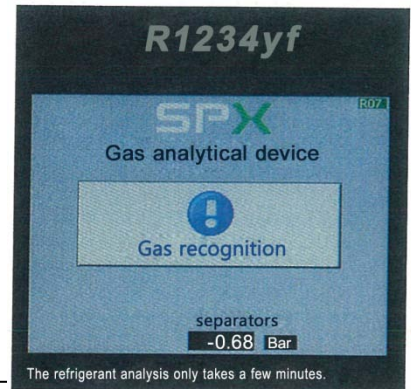 R1234yf
R07
SPX
Gas analytical device
Gas recognition
separators
-0.68 Bar
The refrigerant analysis only takes a few minutes.